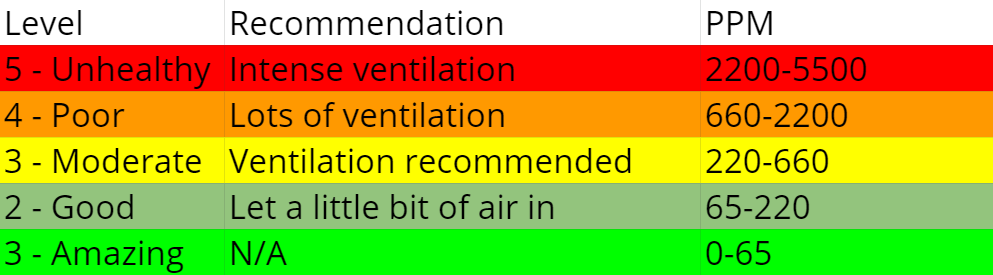 Level Recommendation PPM
5 - Unhealthy Intense ventilation 2200-5500
4 - Poor Lots of ventilation 660-2200
3 - Moderate Ventilation recommended 220-660
2 - Good Let a little bit of air in 65-220
3 - Amazing N/A 0-65